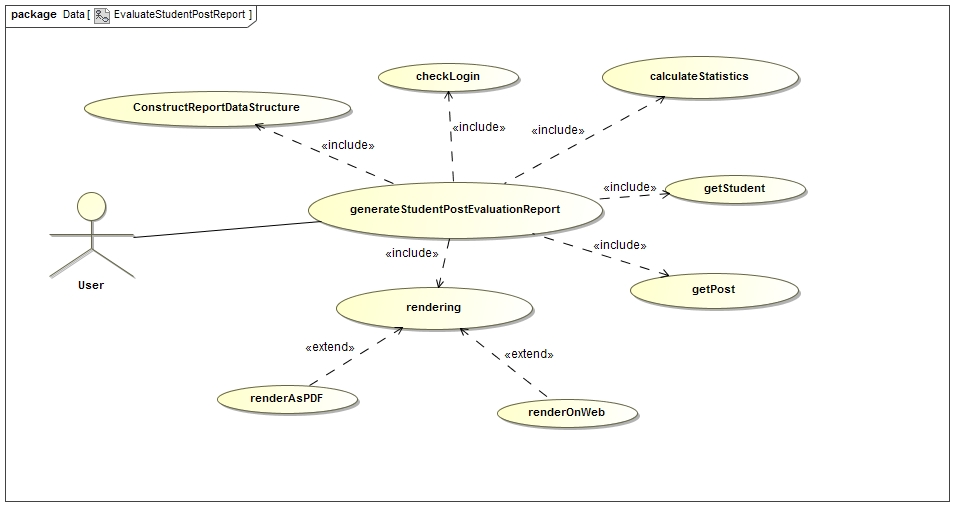 package Data [ EvaluateStudentPostReport ]
checkLogin
calculateStatistics
ConstructReportDataStructure
«include»
«include»
«include»
«include»
getStudent
generateStudentPostEvaluationReport
«include»
«include»
User
getPost
rendering
«extend»
«extend»
renderAsPDF
renderOnWeb